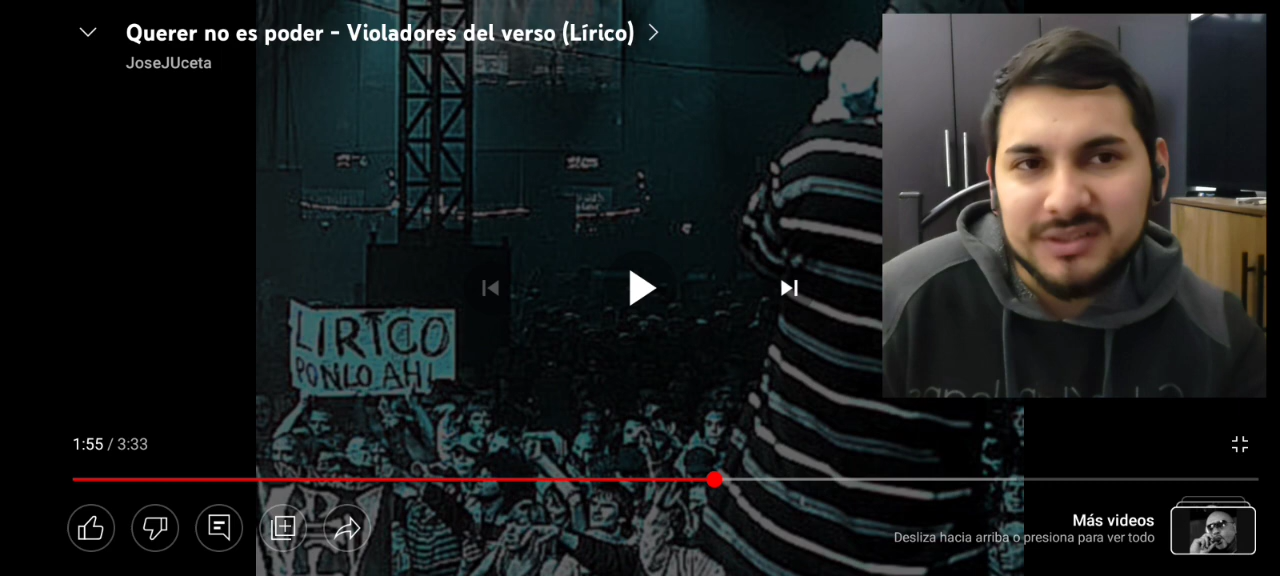 Querer no es poder - Violadores del verso (Lírico)
JoseJUceta
LIRICO
PONLO AHI
1:55 / 3:33
Más videos
Desliza hacia arriba o presiona para ver todo